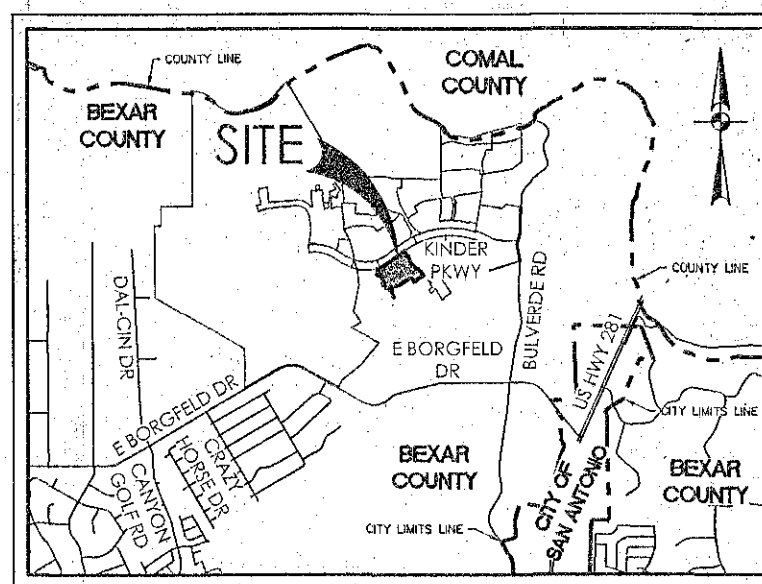 COUNTY LINE
COMAL
COUNTY
BEXAR
COUNTY
SITE
KINDER
PKWY
BULVERDE RD
COUNTY LINE
DAL-CIN DR
US HWY 281
E BORGFELD
DR
E BORGFELD DR
CITY LIMITS LINE
CRAZY
HORSE DR
CANYON
GOLF RD
BEXAR
COUNTY
CITY OF
SAN ANTONIO
BEXAR
COUNTY
CITY LIMITS LINE